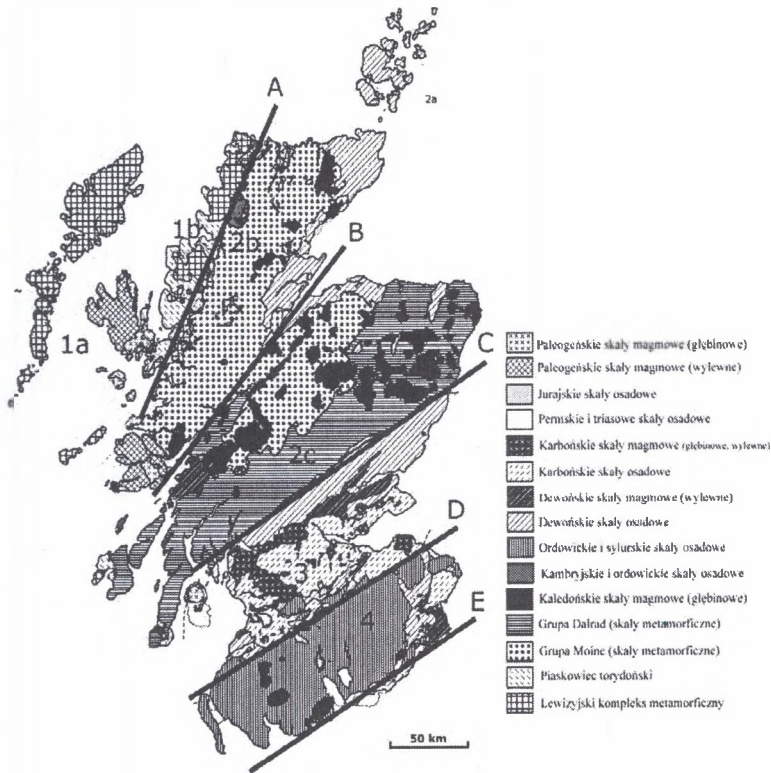 A
2a
B
1b
2b
1a
C
2c
D
3
E
4
50 km
Paleogeńskie skały magmowe (głębinowe)
Paleogeńskie skały magmowe (wylewne)
Jurajskie skały osadowe
Permskie i triasowe skały osadowe
Karbońskie skały magmowe (głębinowe, wylewne)
Karbońskie skały osadowe
Dewońskie skały magmowe (wylewne)
Dewońskie skały osadowe
Ordowickie i sylurskie skały osadowe
Kambryjskie i ordowickie skały osadowe
Kaledońskie skały magmowe (głębinowe)
Grupa Dalrad (skały metamorficzne)
Grupa Moine (skały metamorficzne)
Piaskowiec torydoński
Lewizyjski kompleks metamorficzny